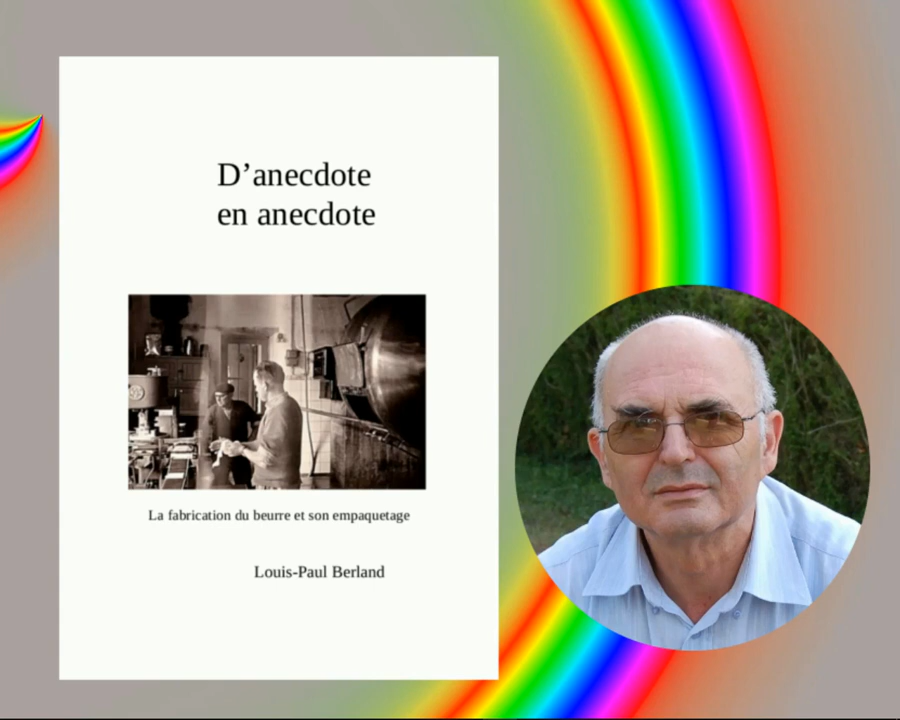 D’anecdote
en anecdote
La fabrication du beurre et son empaquetage
Louis-Paul Berland